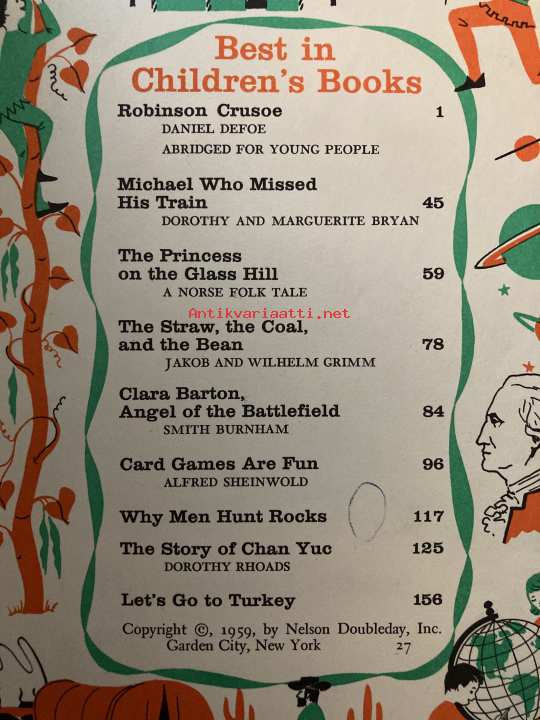 Best in
Children's Books
Robinson Crusoe 1
DANIEL DEFOE
ABRIDGED FOR YOUNG PEOPLE
Michael Who Missed
His Train 45
DOROTHY AND MARGUERITE BRYAN
The Princess
on the Glass Hill 59
A NORSE FOLK TALE
Antikvariaatti.net
The Straw, the Coal,
and the Bean 78
JAKOB AND WILHELM GRIMM
Clara Barton,
Angel of the Battlefield 84
SMITH BURNHAM
Card Games Are Fun 96
ALFRED SHEINWOLD
Why Men Hunt Rocks 117
The Story of Chan Yuc 125
DOROTHY RHOADS
Let's Go to Turkey 156
Copyright ©, 1959, by Nelson Doubleday, Inc.
Garden City, New York 27